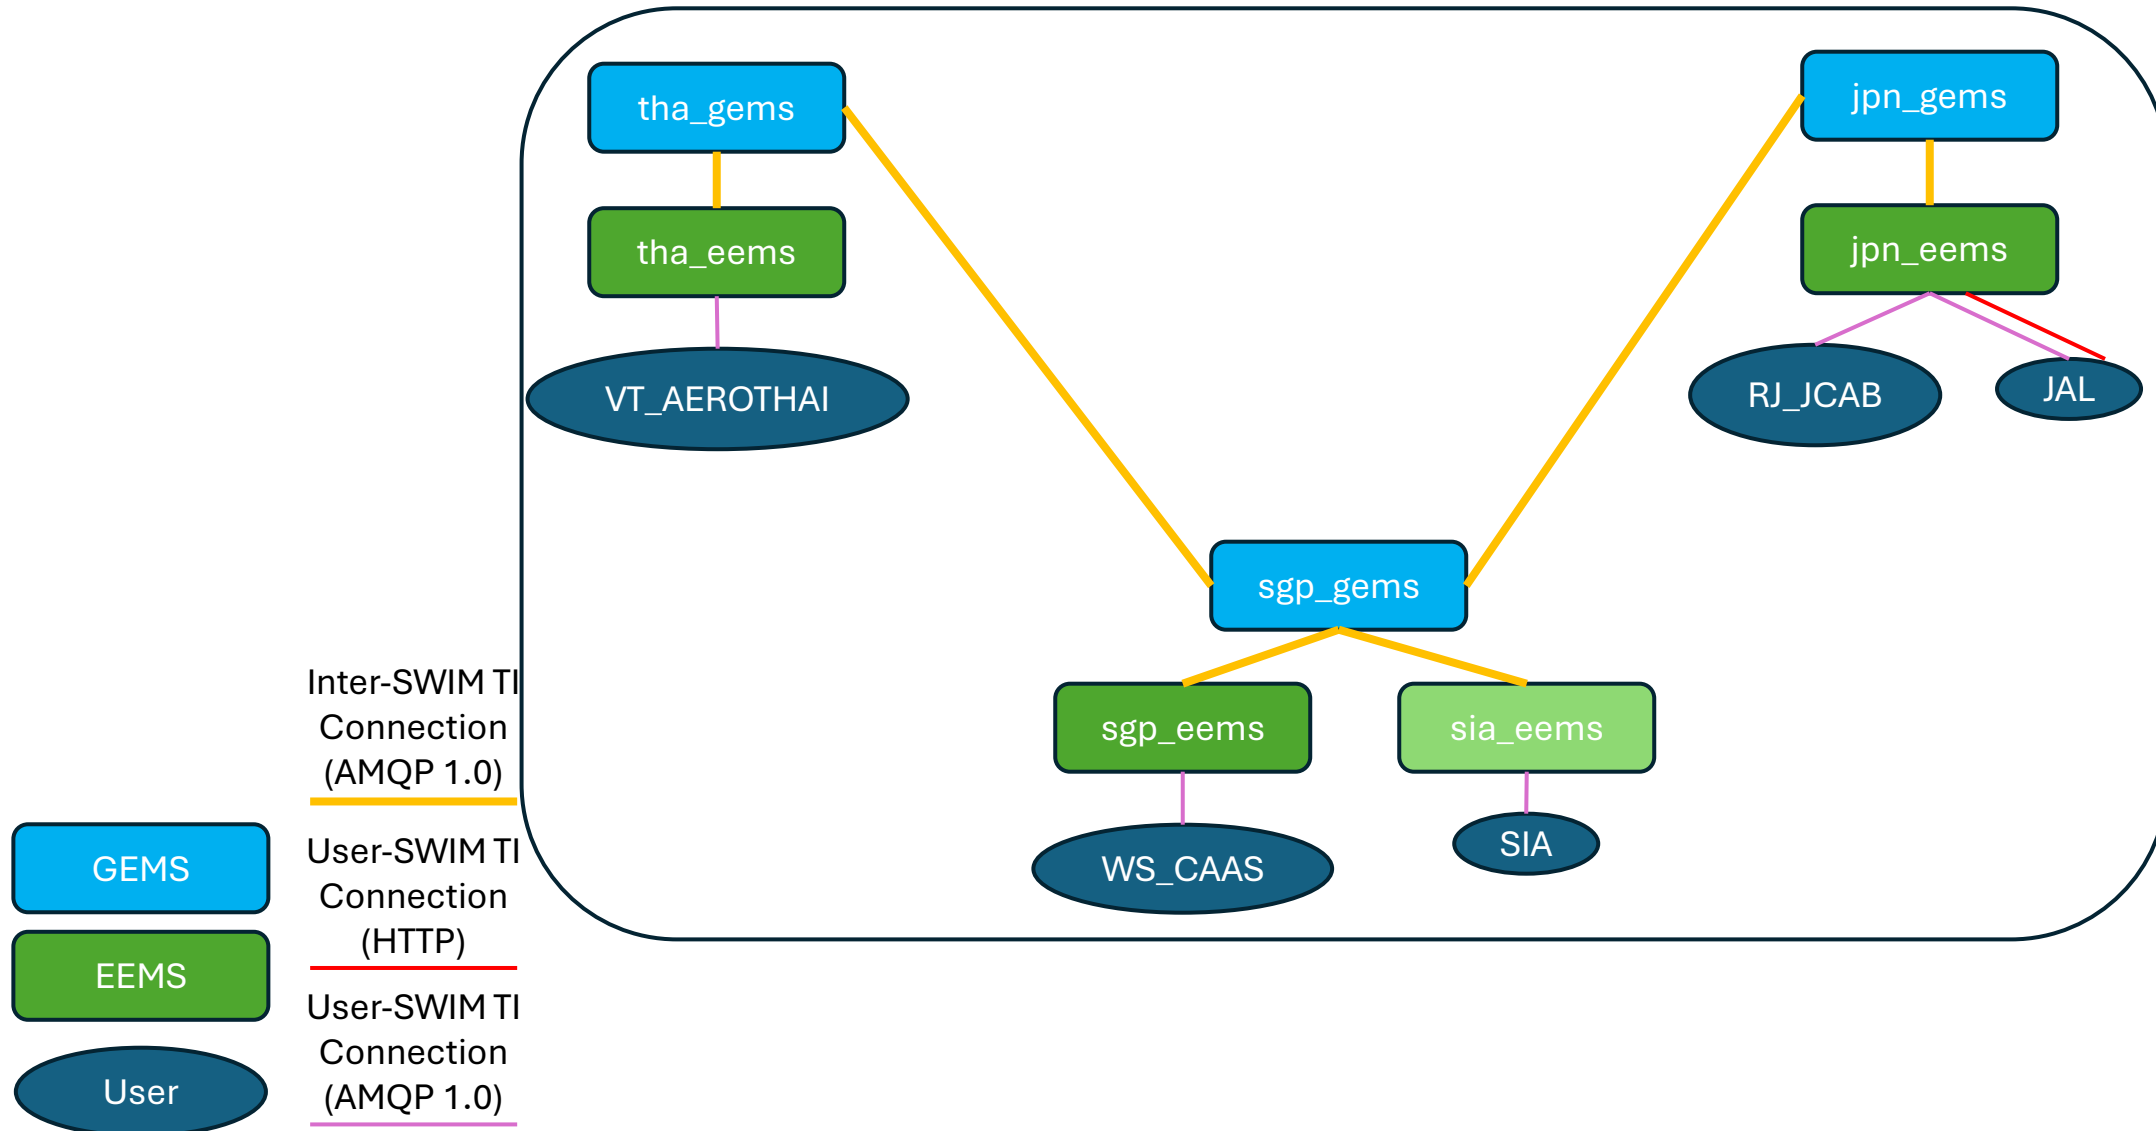 tha_gems
jpn_gems
tha_eems
jpn_eems
VT_AEROTHAI
RJ_JCAB
JAL
sgp_gems
sgp_eems
sia_eems
WS_CAAS
SIA
Inter-SWIM TI
Connection
(AMQP 1.0)
GEMS
User-SWIM TI
Connection
(HTTP)
EEMS
User-SWIM TI
Connection
(AMQP 1.0)
User